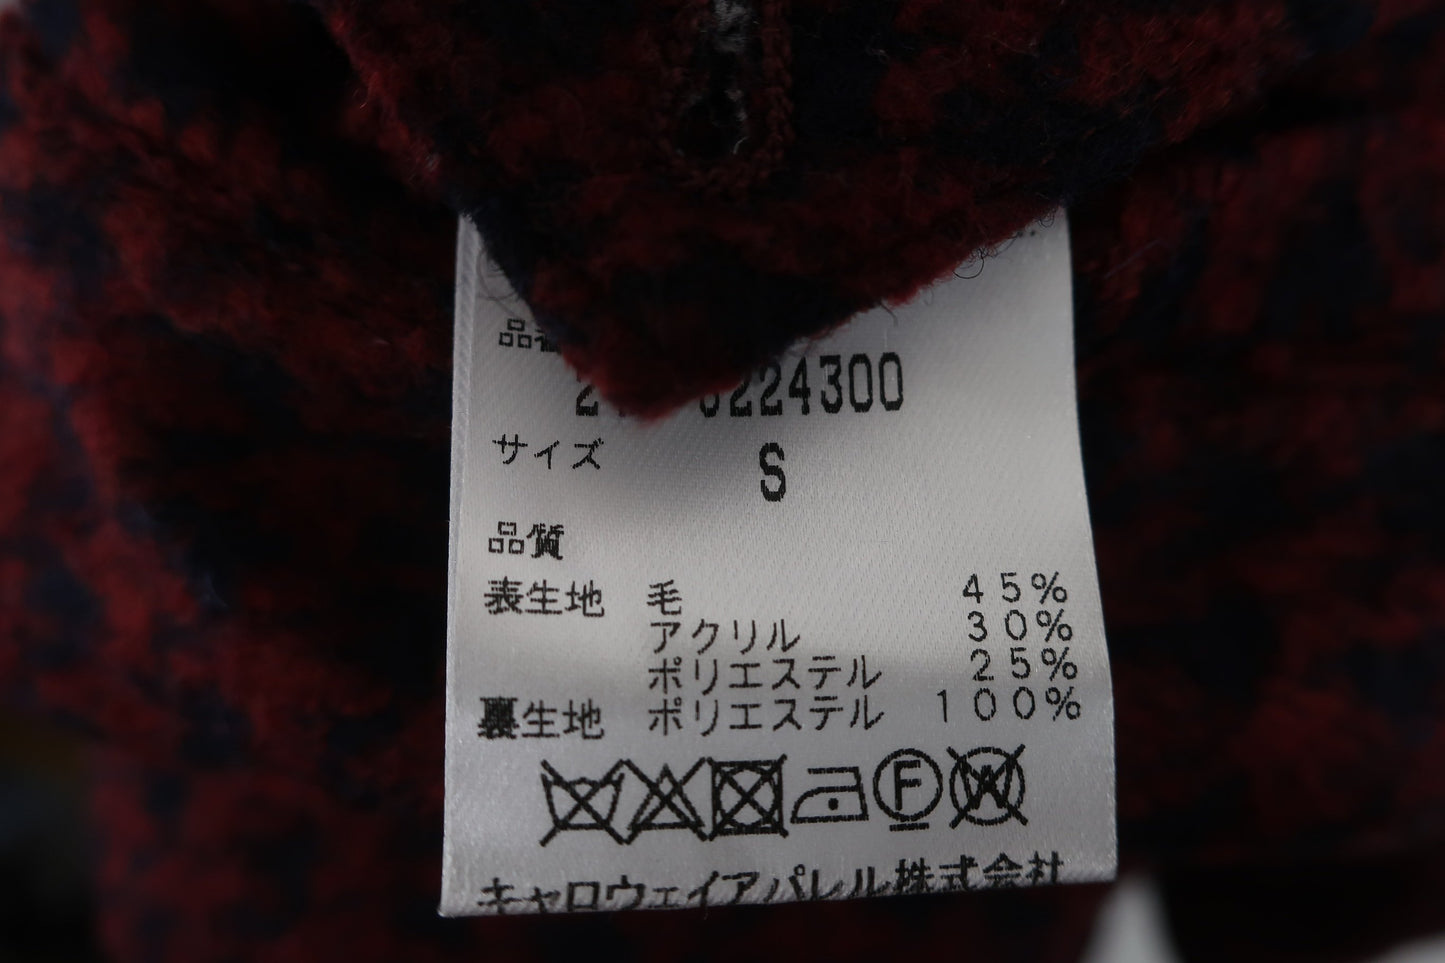 品
224300
サイズ S
品質
表生地 毛 45%
アクリル 30%
ポリエステル 25%
裏生地 ポリエステル 100%
F
W
キャロウェイアパレル株式会社